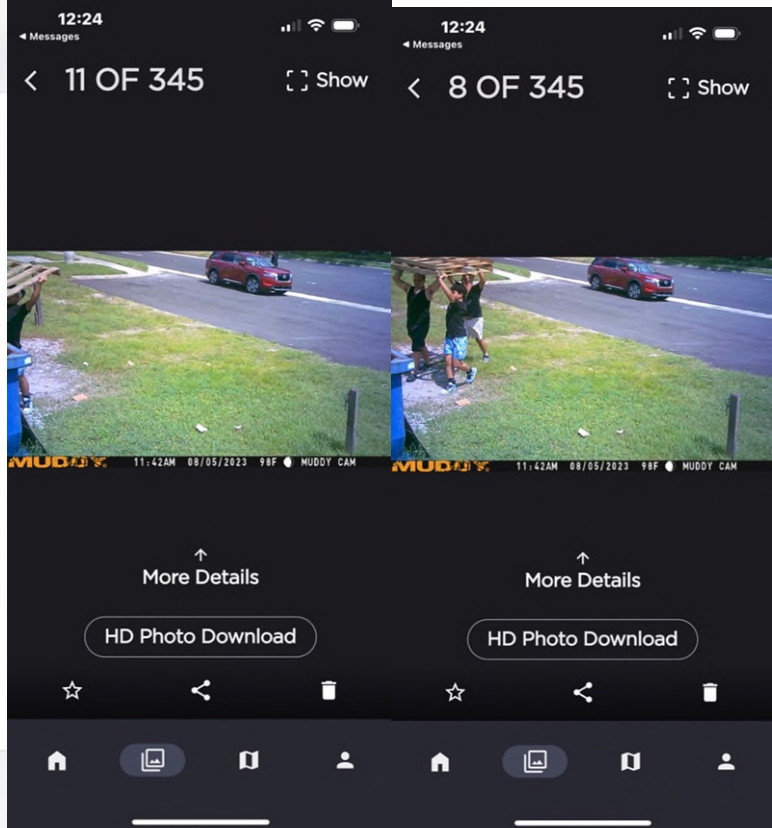 12:24
Messages
11 OF 345
Show
MUDDY
11:42AM 08/05/2023 98F MUDDY CAM
More Details
HD Photo Download
12:24
Messages
8 OF 345
Show
MUDDY
11:42AM 08/05/2023 98F MUDDY CAM
More Details
HD Photo Download